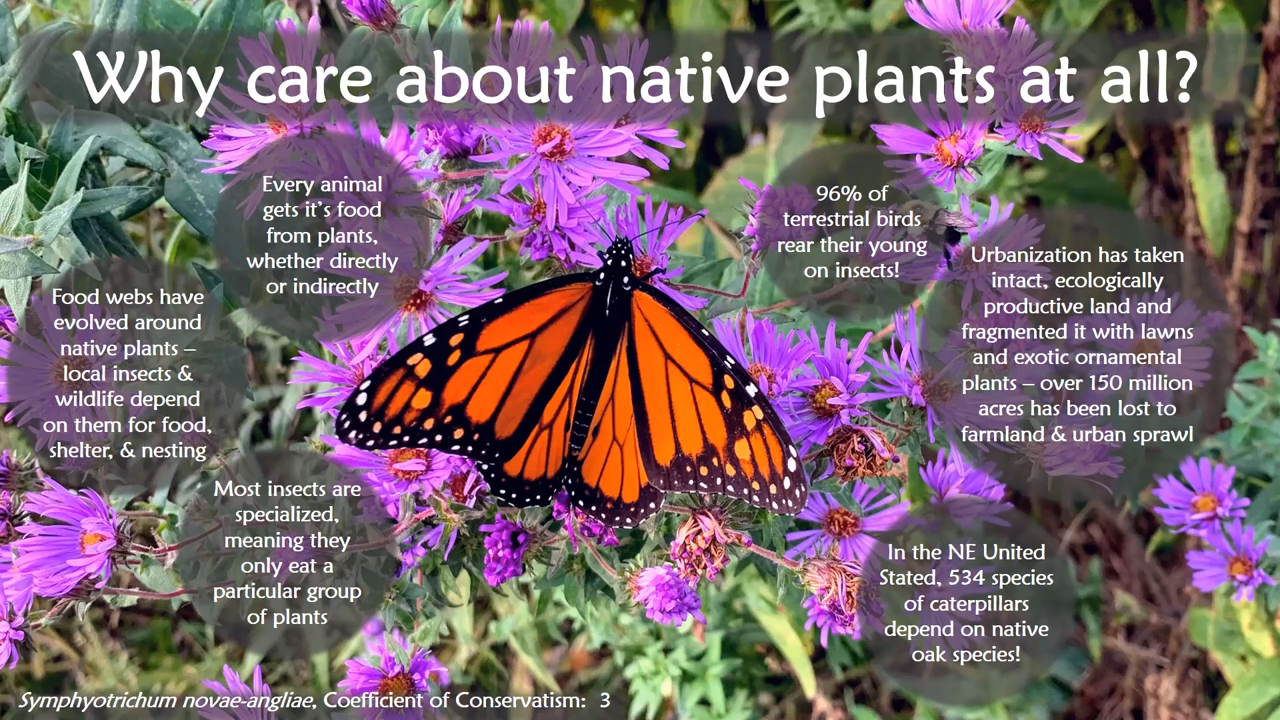 Why care about native plants at all?
Every animal
gets it's food
from plants,
whether directly
or indirectly
96% of
terrestrial birds
rear their young
on insects!
Urbanization has taken
intact, ecologically
productive land and
fragmented it with lawns
and exotic ornamental
plants – over 150 million
acres has been lost to
farmland & urban sprawl
Food webs have
evolved around
native plants –
local insects &
wildlife depend
on them for food,
shelter, & nesting
Most insects are
specialized,
meaning they
only eat a
particular group
of plants
In the NE United
Stated, 534 species
of caterpillars
depend on native
oak species!
Symphyotrichum novae-angliae, Coefficient of Conservatism: 3